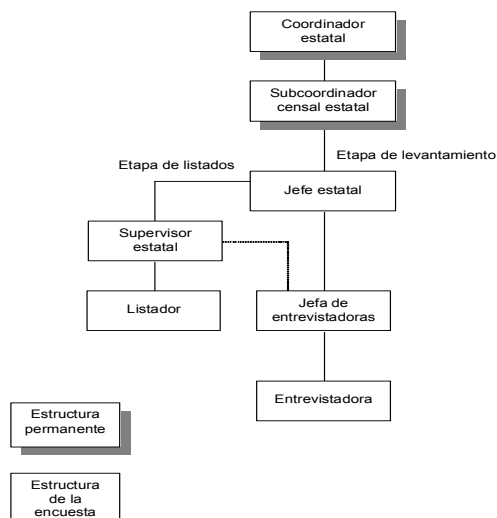 Coordinador
estatal
Subcoordinador
censal estatal
Etapa de levantamiento
Etapa de listados
Jefe estatal
Supervisor
estatal
Listador
Jefa de
entrevistadoras
Entrevistadora
Estructura
permanente
Estructura
de la
encuesta